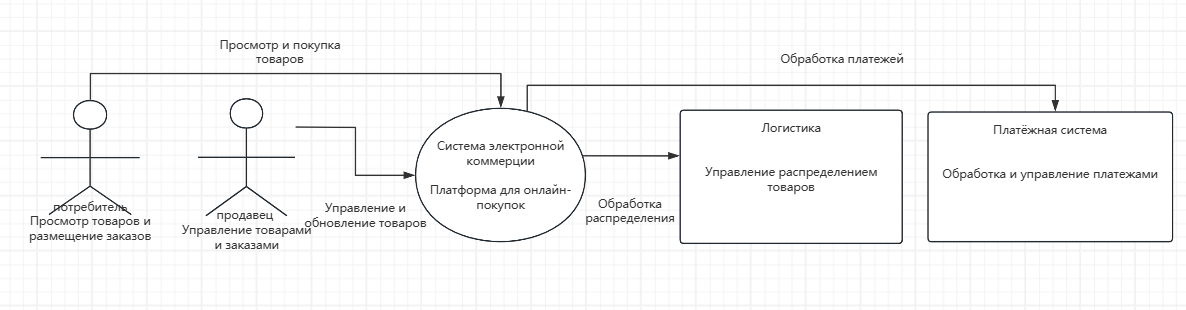 Просмотр и покупка
товаров
Обработка платежей
потребитель
Просмотр товаров и
размещение заказов
продавец
Управление товарами
и заказами
Управление и
обновление товаров
Система электронной
коммерции
Платформа для онлайн-
покупок
Обработка
распределения
Логистика
Управление распределением
товаров
Платёжная система
Обработка и управление платежами